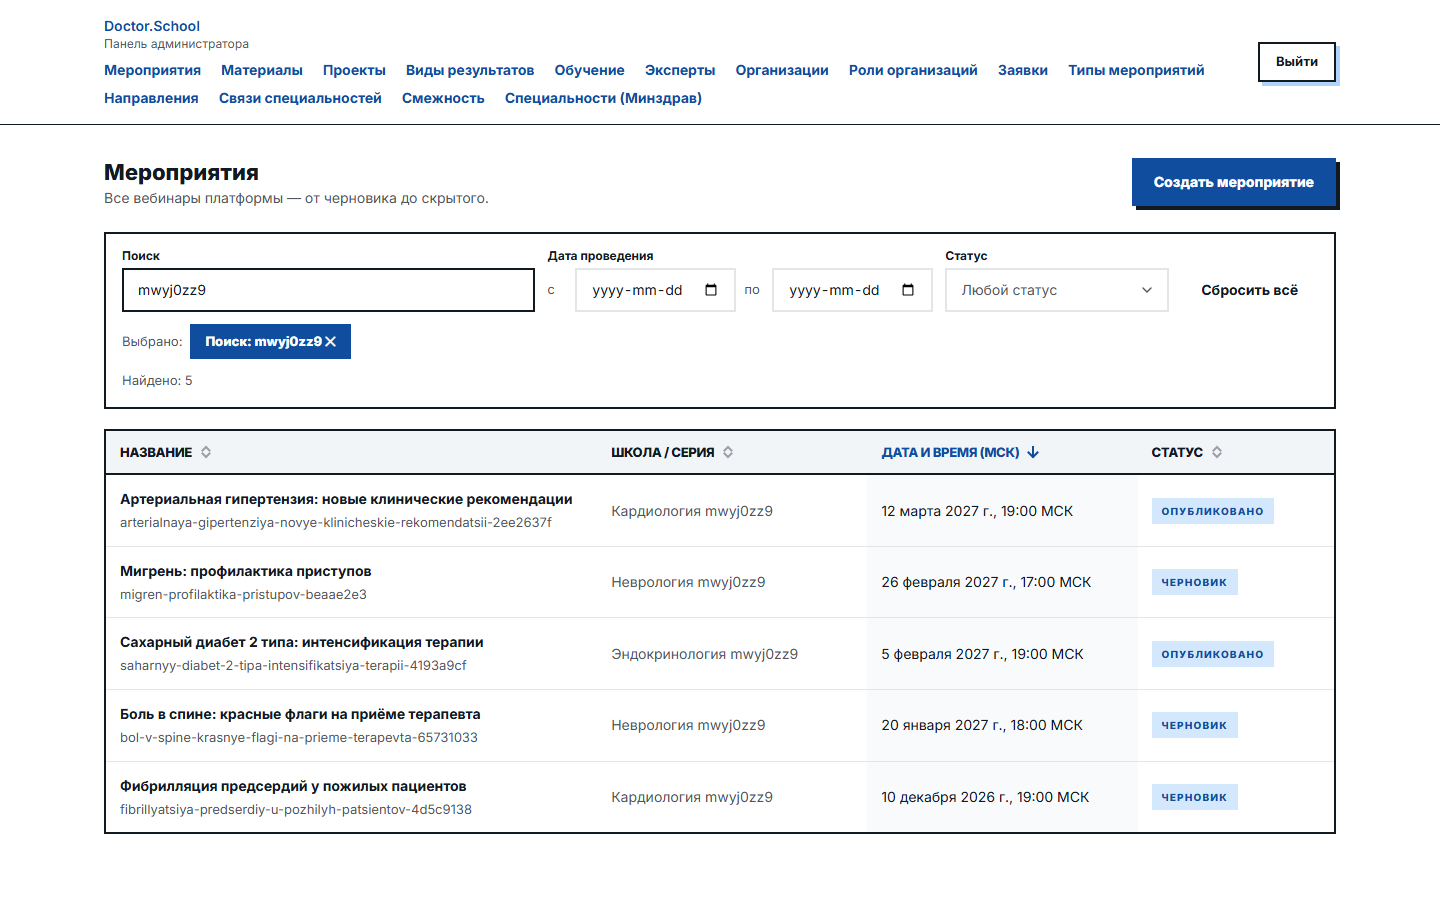 Doctor.School
Панель администратора
Мероприятия Материалы Проекты Виды результатов Обучение Эксперты Организации Роли организаций Заявки Типы мероприятий
Направления Связи специальностей Смежность Специальности (Минздрав)
Выйти
Мероприятия
Все вебинары платформы — от черновика до скрытого.
Создать мероприятие
Поиск Дата проведения Статус
mwyj0zz9 с yyyy-mm-dd по yyyy-mm-dd Любой статус Сбросить всё
Выбрано: Поиск: mwyj0zz9
Найдено: 5
НАЗВАНИЕ ШКОЛА / СЕРИЯ ДАТА И ВРЕМЯ (МСК) СТАТУС
Артериальная гипертензия: новые клинические рекомендации
arterialnaya-gipertenziya-novye-klinicheskie-rekomendatsii-2ee2637f
Кардиология mwyj0zz9 12 марта 2027 г., 19:00 МСК ОПУБЛИКОВАНО
Мигрень: профилактика приступов
migren-profilaktika-pristupov-beaae2e3
Неврология mwyj0zz9 26 февраля 2027 г., 17:00 МСК ЧЕРНОВИК
Сахарный диабет 2 типа: интенсификация терапии
saharnyy-diabet-2-tipa-intensifikatsiya-terapii-4193a9cf
Эндокринология mwyj0zz9 5 февраля 2027 г., 19:00 МСК ОПУБЛИКОВАНО
Боль в спине: красные флаги на приёме терапевта
bol-v-spine-krasnye-flagi-na-prieme-terapevta-65731033
Неврология mwyj0zz9 20 января 2027 г., 18:00 МСК ЧЕРНОВИК
Фибрилляция предсердий у пожилых пациентов
fibrillyatsiya-predserdiy-u-pozhilyh-patsientov-4d5c9138
Кардиология mwyj0zz9 10 декабря 2026 г., 19:00 МСК ЧЕРНОВИК